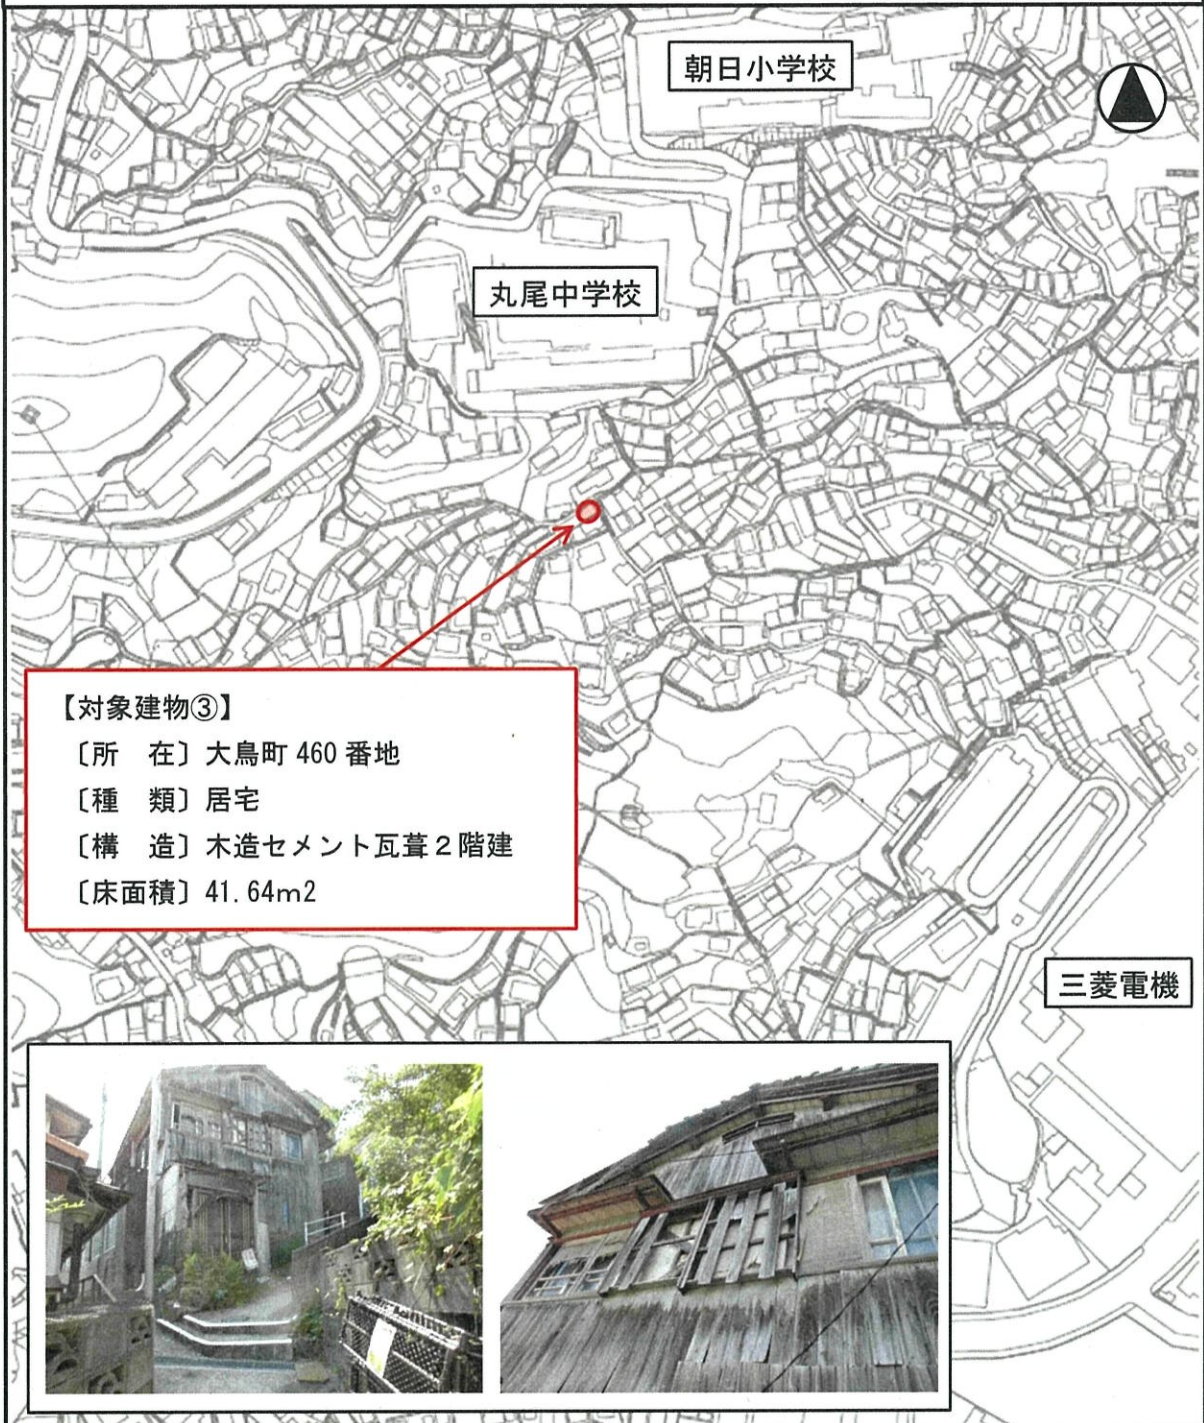 朝日小学校
丸尾中学校
【対象建物③】
〔所　在〕大鳥町 460 番地
〔種　類〕居宅
〔構　造〕木造セメント瓦葺２階建
〔床面積〕41.64m2
三菱電機